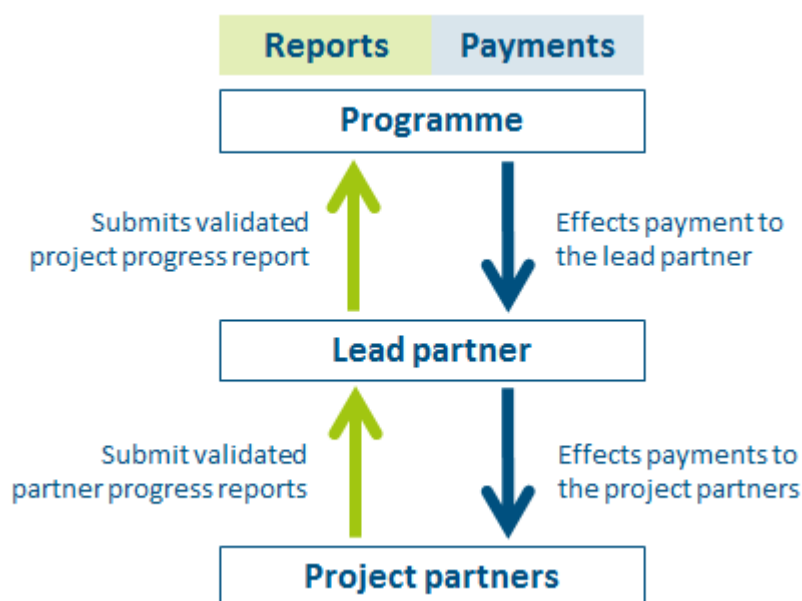 Reports
Payments
Programme
Submits validated
project progress report
Effects payment to
the lead partner
Lead partner
Submit validated
partner progress reports
Effects payments to
the project partners
Project partners